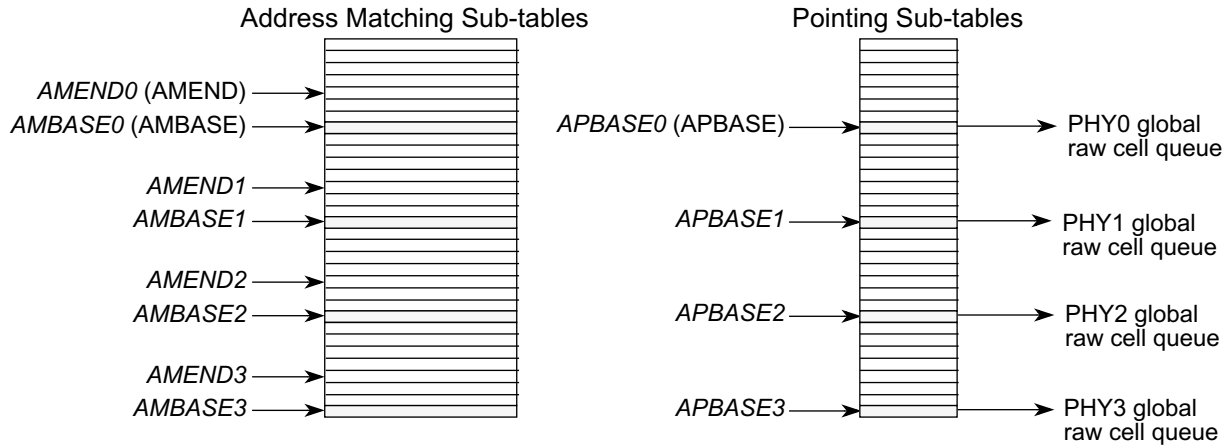 Address Matching Sub-tables
AMEND0 (AMEND)
AMBASE0 (AMBASE)
AMEND1
AMBASE1
AMEND2
AMBASE2
AMEND3
AMBASE3
Pointing Sub-tables
APBASE0 (APBASE)
APBASE1
APBASE2
APBASE3
PHY0 global
raw cell queue
PHY1 global
raw cell queue
PHY2 global
raw cell queue
PHY3 global
raw cell queue